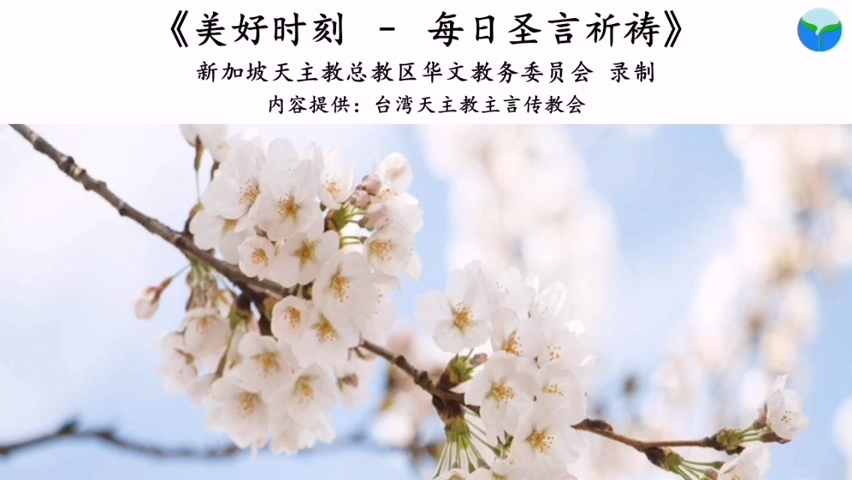 《美好时刻 - 每日圣言祈祷》
新加坡天主教总教区华文教务委员会 录制
内容提供：台湾天主教主言传教会